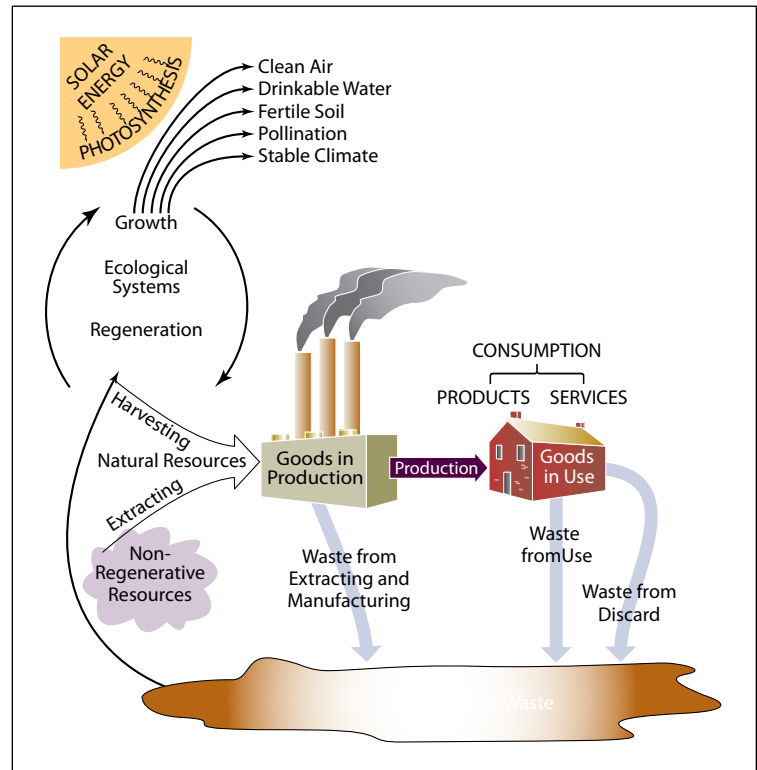 SOLAR
ENERGY
PHOTOSYNTHESIS
Clean Air
Drinkable Water
Fertile Soil
Pollination
Stable Climate
Growth
Ecological
Systems
Regeneration
CONSUMPTION
PRODUCTS SERVICES
Harvesting
Natural Resources
Extracting
Goods in
Production
Production
Goods
in Use
Non-
Regenerative
Resources
Waste from
Extracting and
Manufacturing
Waste
fromUse
Waste from
Discard
Waste